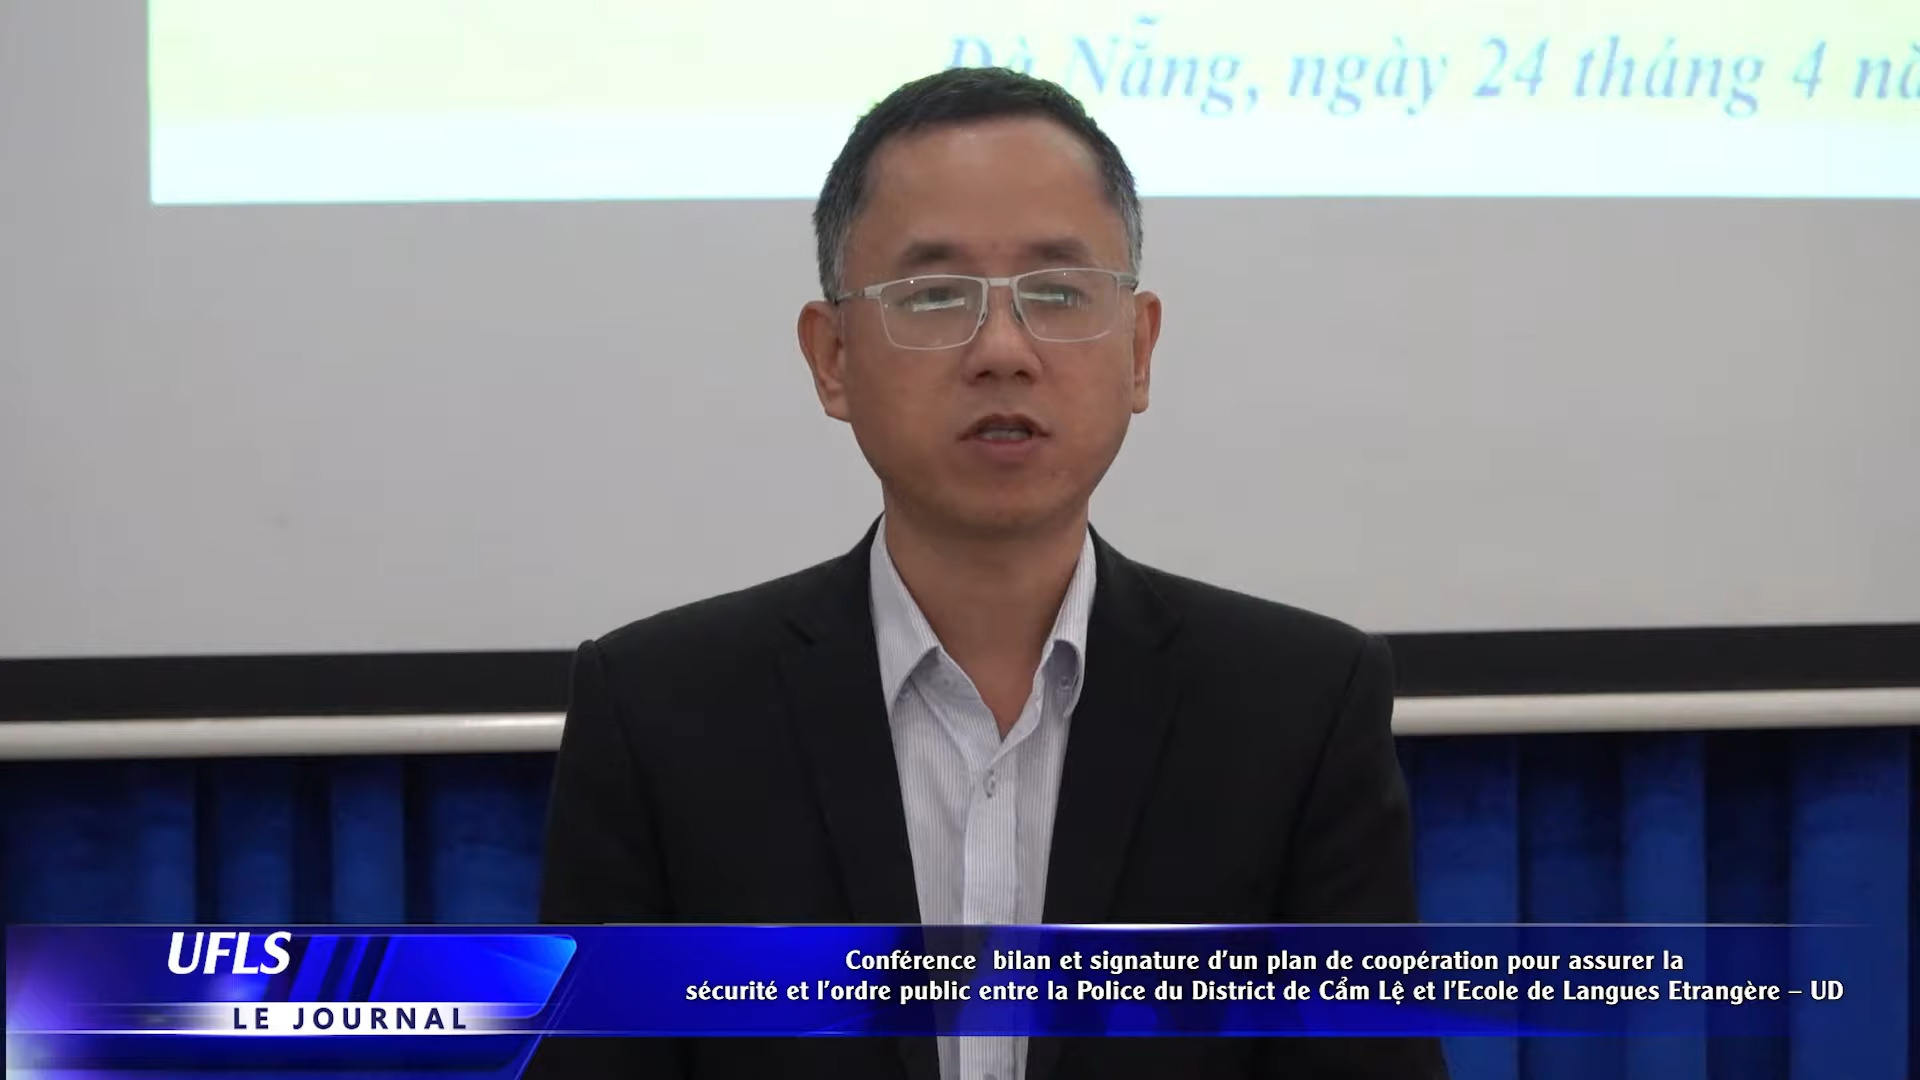 Đà Nẵng, ngày 24 tháng 4
UFLS
LE JOURNAL
Conférence  bilan et signature d’un plan de coopération pour assurer la
sécurité et l’ordre public entre la Police du District de Cẩm Lệ et l’Ecole de Langues Etrangère – UD